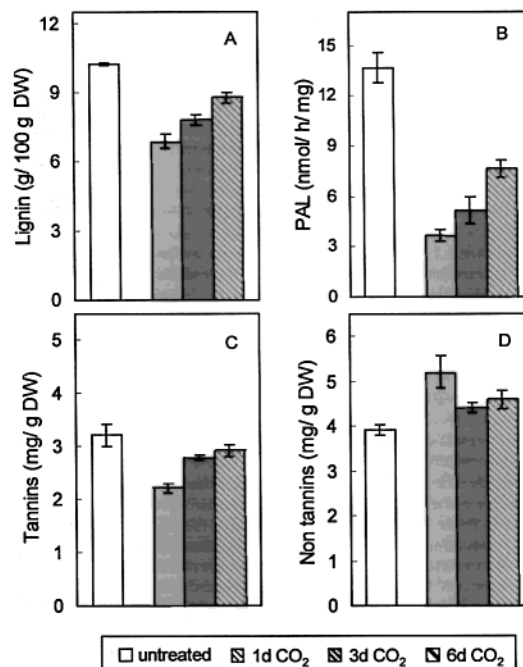 A
Lignin (g/ 100 g DW)
12
9
6
3
0
B
PAL (nmol/ h/ mg)
15
12
9
6
3
0
C
Tannins (mg/ g DW)
5
4
3
2
1
0
D
Non tannins (mg/ g DW)
6
5
4
3
2
1
0
untreated 1d CO₂ 3d CO₂ 6d CO₂